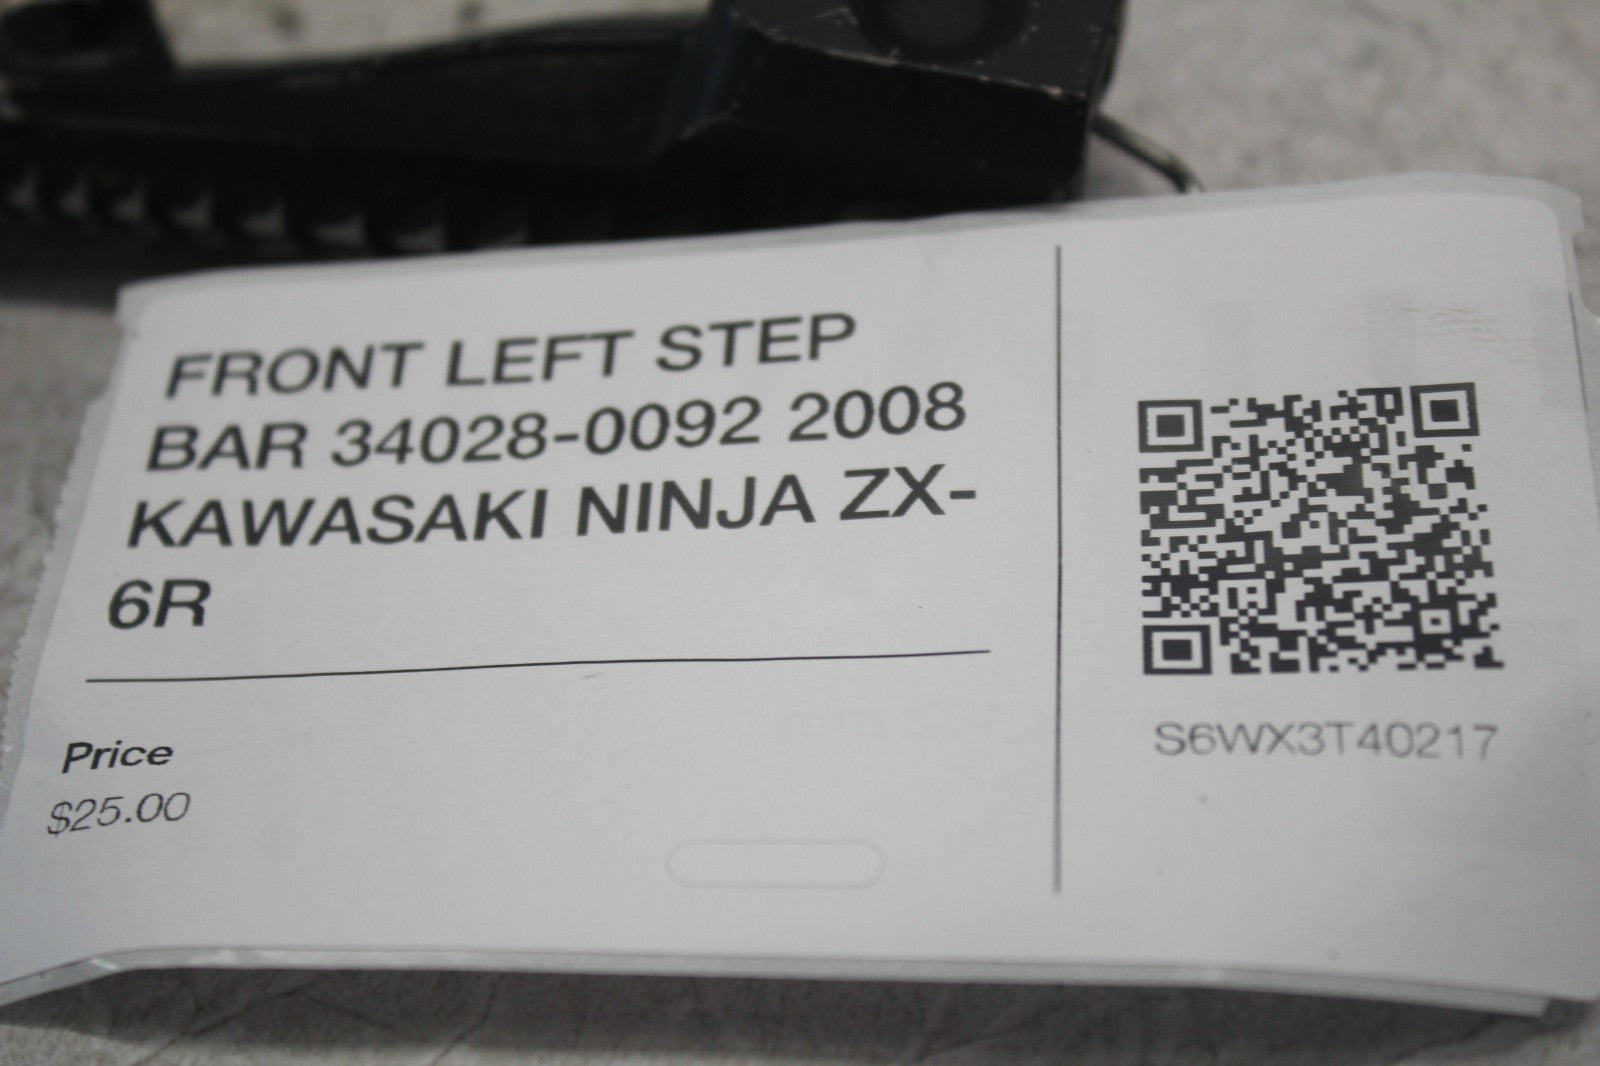 FRONT LEFT STEP
BAR 34028-0092 2008
KAWASAKI NINJA ZX-
6R
Price
$25.00
S6WX3T40217